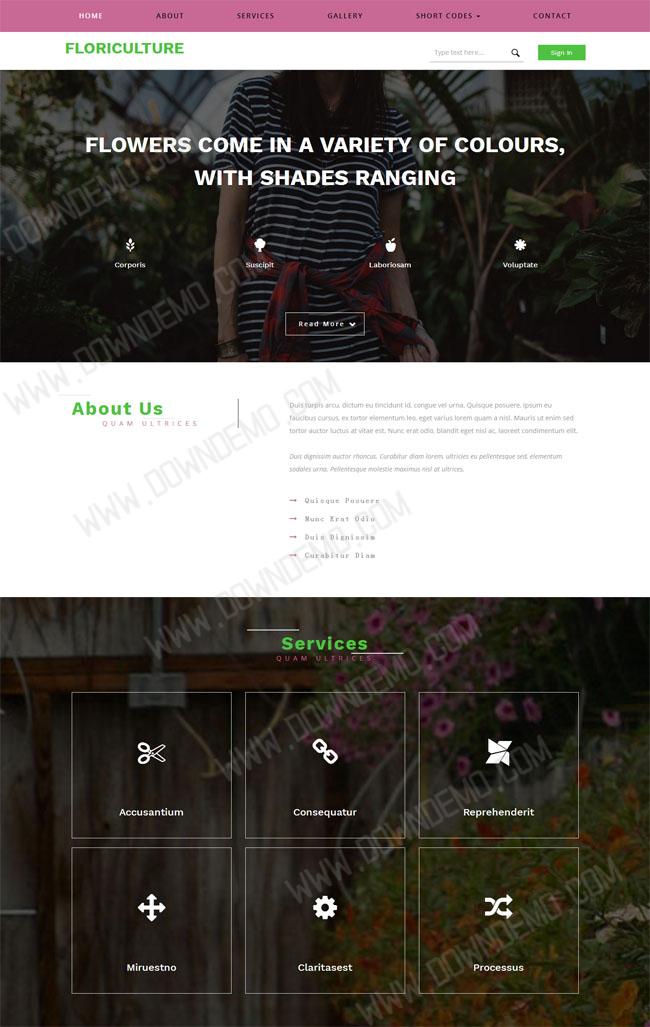 HOME ABOUT SERVICES GALLERY SHORT CODES CONTACT
FLORICULTURE
Type text here...
Sign In
FLOWERS COME IN A VARIETY OF COLOURS,
WITH SHADES RANGING
Corporis Suscipit Laboriosam Voluptate
Read More
About Us
QUAM ULTRICES
Duis turpis arcu, dictum eu tincidunt id, congue vel urna. Quisque posuere, ipsum eu
faucibus cursus, ex tortor elementum leo, eget varius lorem quam a nisl. Mauris ut enim sed
tortor auctor luctus at vitae est. Nunc erat odio, blandit eget nisl ac, laoreet condimentum elit.
Duis dignissim auctor rhoncus. Curabitur diam lorem, ultricies eu pellentesque sed, elementum
sodales urna. Pellentesque molestie maximus nisl at ultrices.
Quisque Posuere
Nunc Erat Odio
Duis Dignissim
Curabitur Diam
Services
QUAM ULTRICES
Accusantium Consequatur Reprehenderit
Miruestno Claritasest Processus
WWW.DOWNDEMO.COM
WWW.DOWNDEMO.COM
WWW.DOWNDEMO.COM
WWW.DOWNDEMO.COM
WWW.DOWNDEMO.COM
WWW.DOWNDEMO.COM